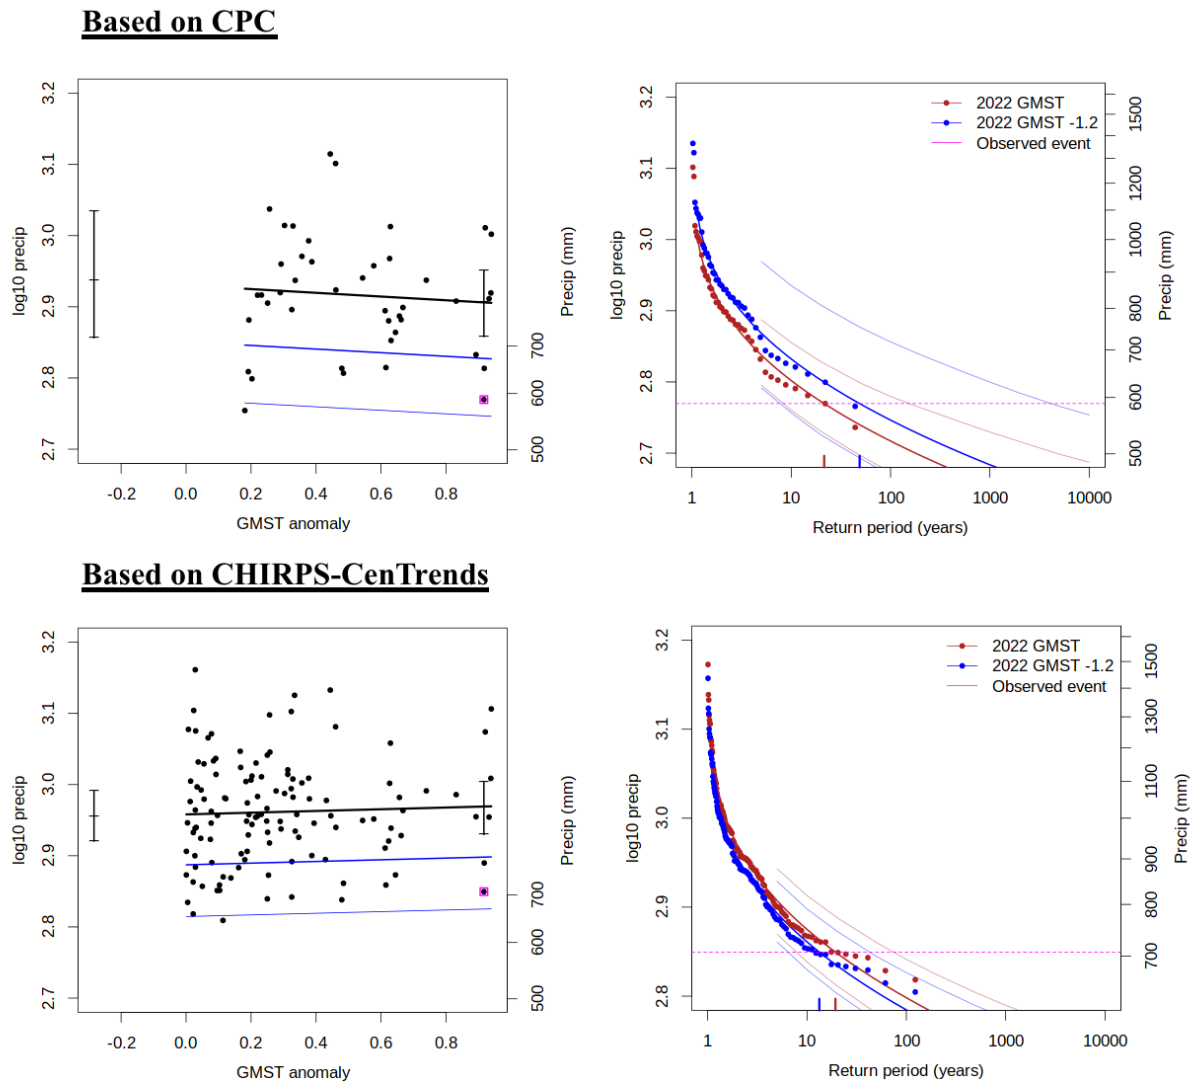 Based on CPC
log10 precip
3.2
3.1
3.0
2.9
2.8
2.7
700
600
500
Precip (mm)
-0.2 0.0 0.2 0.4 0.6 0.8
GMST anomaly
log10 precip
3.2
3.1
3.0
2.9
2.8
2.7
2022 GMST
2022 GMST -1.2
Observed event
1500
1200
1000
800
700
600
500
Precip (mm)
1 10 100 1000 10000
Return period (years)
Based on CHIRPS-CenTrends
log10 precip
3.2
3.1
3.0
2.9
2.8
2.7
700
600
500
Precip (mm)
-0.2 0.0 0.2 0.4 0.6 0.8
GMST anomaly
log10 precip
3.2
3.1
3.0
2.9
2.8
2022 GMST
2022 GMST -1.2
Observed event
1500
1300
1100
900
800
700
Precip (mm)
1 10 100 1000 10000
Return period (years)